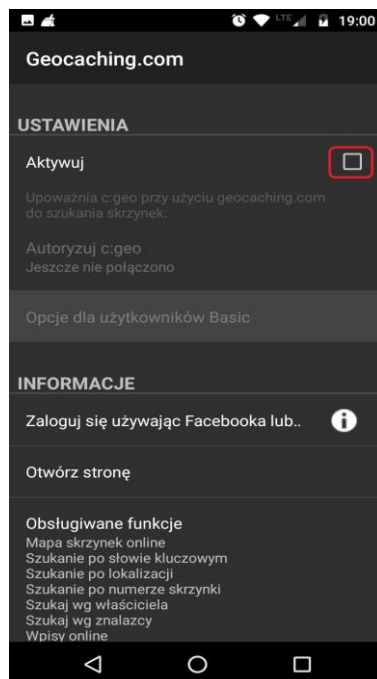 LTE 19:00
Geocaching.com
USTAWIENIA
Aktywuj
Upoważnia c:geo przy użyciu geocaching.com
do szukania skrzynek.
Autoryzuj c:geo
Jeszcze nie połączono
Opcje dla użytkowników Basic
INFORMACJE
Zaloguj się używając Facebooka lub..
Otwórz stronę
Obsługiwane funkcje
Mapa skrzynek online
Szukanie po słowie kluczowym
Szukanie po lokalizacji
Szukanie po numerze skrzynki
Szukaj wg właściciela
Szukaj wg znalazcy
Wpisy online